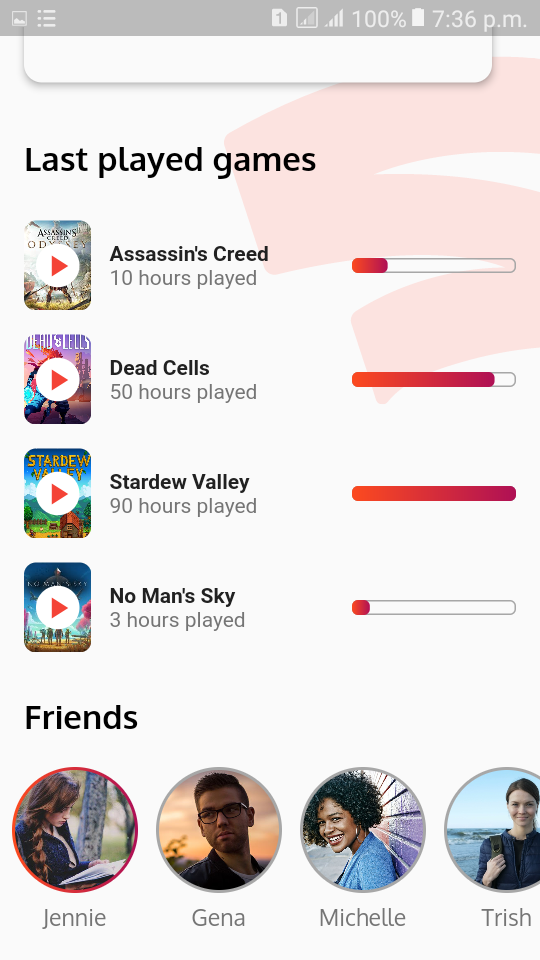 1 100% 7:36 p.m.
Last played games
ASSASSIN'S
CREED
ODYSSEY
Assassin's Creed
10 hours played
DEAD CELLS
Dead Cells
50 hours played
STARDEW
VALLEY
Stardew Valley
90 hours played
NO MAN'S SKY
No Man's Sky
3 hours played
Friends
Jennie
Gena
Michelle
Trish